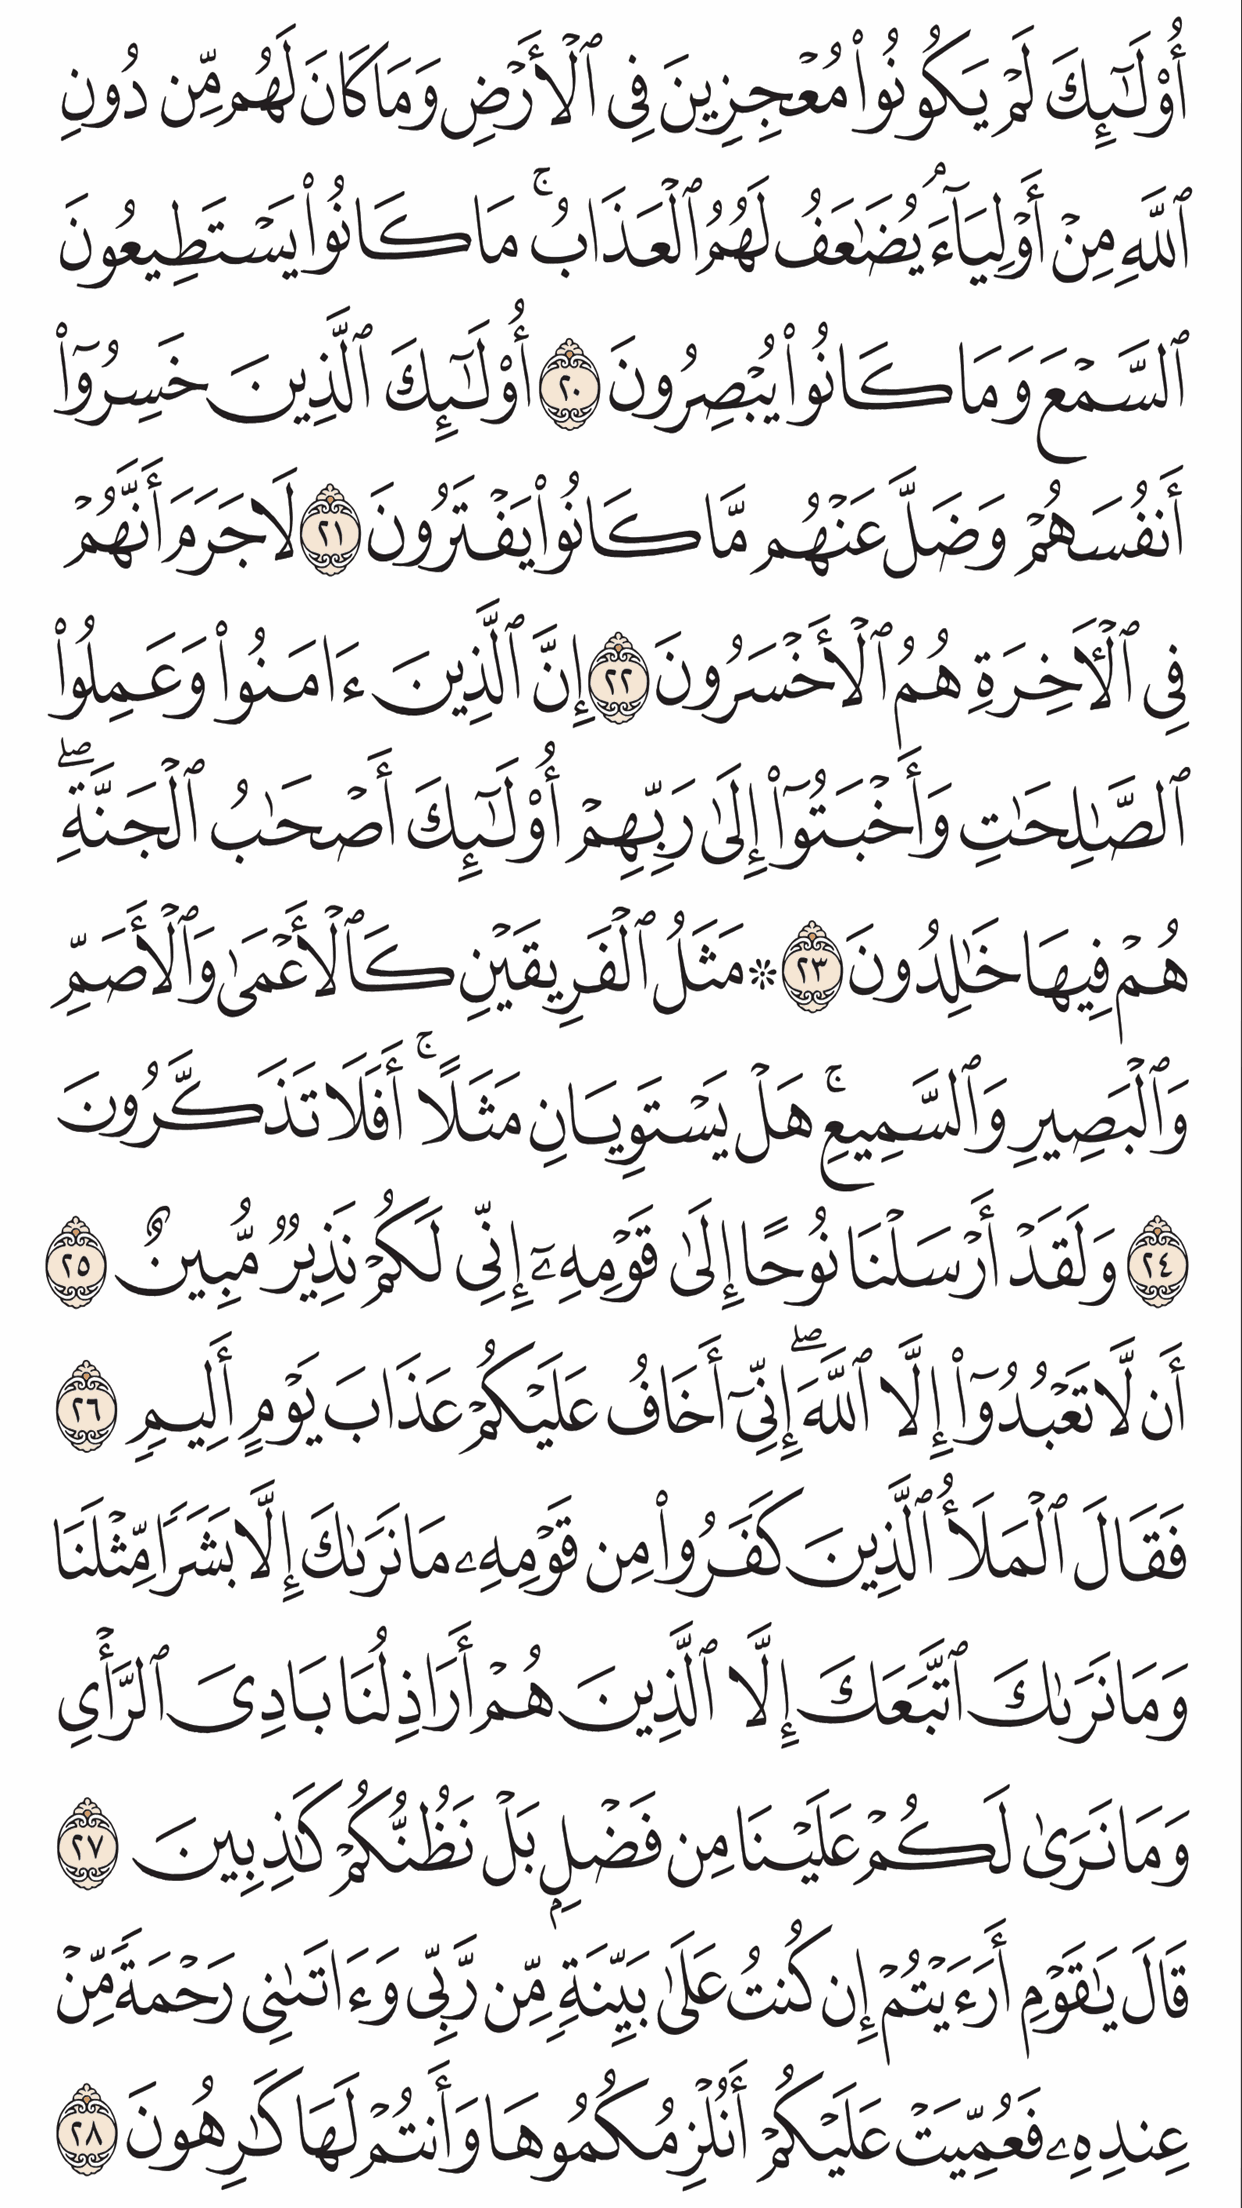 أُوْلَـٰٓئِكَ لَمْ يَكُونُوا۟ مُعْجِزِينَ فِى ٱلْأَرْضِ وَمَا كَانَ لَهُم مِّن دُونِ
ٱللَّهِ مِنْ أَوْلِيَآءَ ۘ يُضَـٰعَفُ لَهُمُ ٱلْعَذَابُ ۚ مَا كَانُوا۟ يَسْتَطِيعُونَ
ٱلسَّمْعَ وَمَا كَانُوا۟ يُبْصِرُونَ ٢٠ أُوْلَـٰٓئِكَ ٱلَّذِينَ خَسِرُوٓا۟
أَنفُسَهُمْ وَضَلَّ عَنْهُم مَّا كَانُوا۟ يَفْتَرُونَ ٢١ لَا جَرَمَ أَنَّهُمْ
فِى ٱلْـَٔاخِرَةِ هُمُ ٱلْأَخْسَرُونَ ٢٢ إِنَّ ٱلَّذِينَ ءَامَنُوا۟ وَعَمِلُوا۟
ٱلصَّـٰلِحَـٰتِ وَأَخْبَتُوٓا۟ إِلَىٰ رَبِّهِمْ أُوْلَـٰٓئِكَ أَصْحَـٰبُ ٱلْجَنَّةِ ۖ
هُمْ فِيهَا خَـٰلِدُونَ ٢٣ ۞ مَثَلُ ٱلْفَرِيقَيْنِ كَٱلْأَعْمَىٰ وَٱلْأَصَمِّ
وَٱلْبَصِيرِ وَٱلسَّمِيعِ ۚ هَلْ يَسْتَوِيَانِ مَثَلًا ۚ أَفَلَا تَذَكَّرُونَ
٢٤ وَلَقَدْ أَرْسَلْنَا نُوحًا إِلَىٰ قَوْمِهِۦٓ إِنِّى لَكُمْ نَذِيرٌ مُّبِينٌ ٢٥
أَن لَّا تَعْبُدُوٓا۟ إِلَّا ٱللَّهَ ۖ إِنِّىٓ أَخَافُ عَلَيْكُمْ عَذَابَ يَوْمٍ أَلِيمٍ ٢٦
فَقَالَ ٱلْمَلَأُ ٱلَّذِينَ كَفَرُوا۟ مِن قَوْمِهِۦ مَا نَرَىٰكَ إِلَّا بَشَرًا مِّثْلَنَا
وَمَا نَرَىٰكَ ٱتَّبَعَكَ إِلَّا ٱلَّذِينَ هُمْ أَرَاذِلُنَا بَادِىَ ٱلرَّأْىِ
وَمَا نَرَىٰ لَكُمْ عَلَيْنَا مِن فَضْلٍۭ بَلْ نَظُنُّكُمْ كَـٰذِبِينَ ٢٧
قَالَ يَـٰقَوْمِ أَرَءَيْتُمْ إِن كُنتُ عَلَىٰ بَيِّنَةٍ مِّن رَّبِّى وَءَاتَىٰنِى رَحْمَةً مِّنْ
عِندِهِۦ فَعُمِّيَتْ عَلَيْكُمْ أَنُلْزِمُكُمُوهَا وَأَنتُمْ لَهَا كَـٰرِهُونَ ٢٨